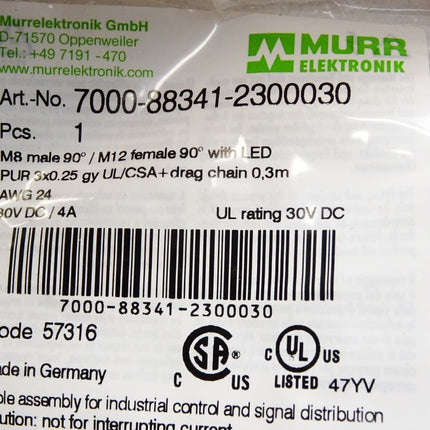 Murrelektronik GmbH
D-71570 Oppenweiler
Tel.: +49 7191 -470
www.murrelektronik.com
MURR
ELEKTRONIK
Art.-No. 7000-88341-2300030
Pcs. 1
M8 male 90° / M12 female 90° with LED
PUR 3x0.25 gy UL/CSA+drag chain 0,3m
AWG 24
30V DC / 4A UL rating 30V DC
7000-88341-2300030
ode 57316
SA ® C US
C UL US LISTED 47YV
de in Germany
ble assembly for industrial control and signal distribution
ution: not for interrupting current